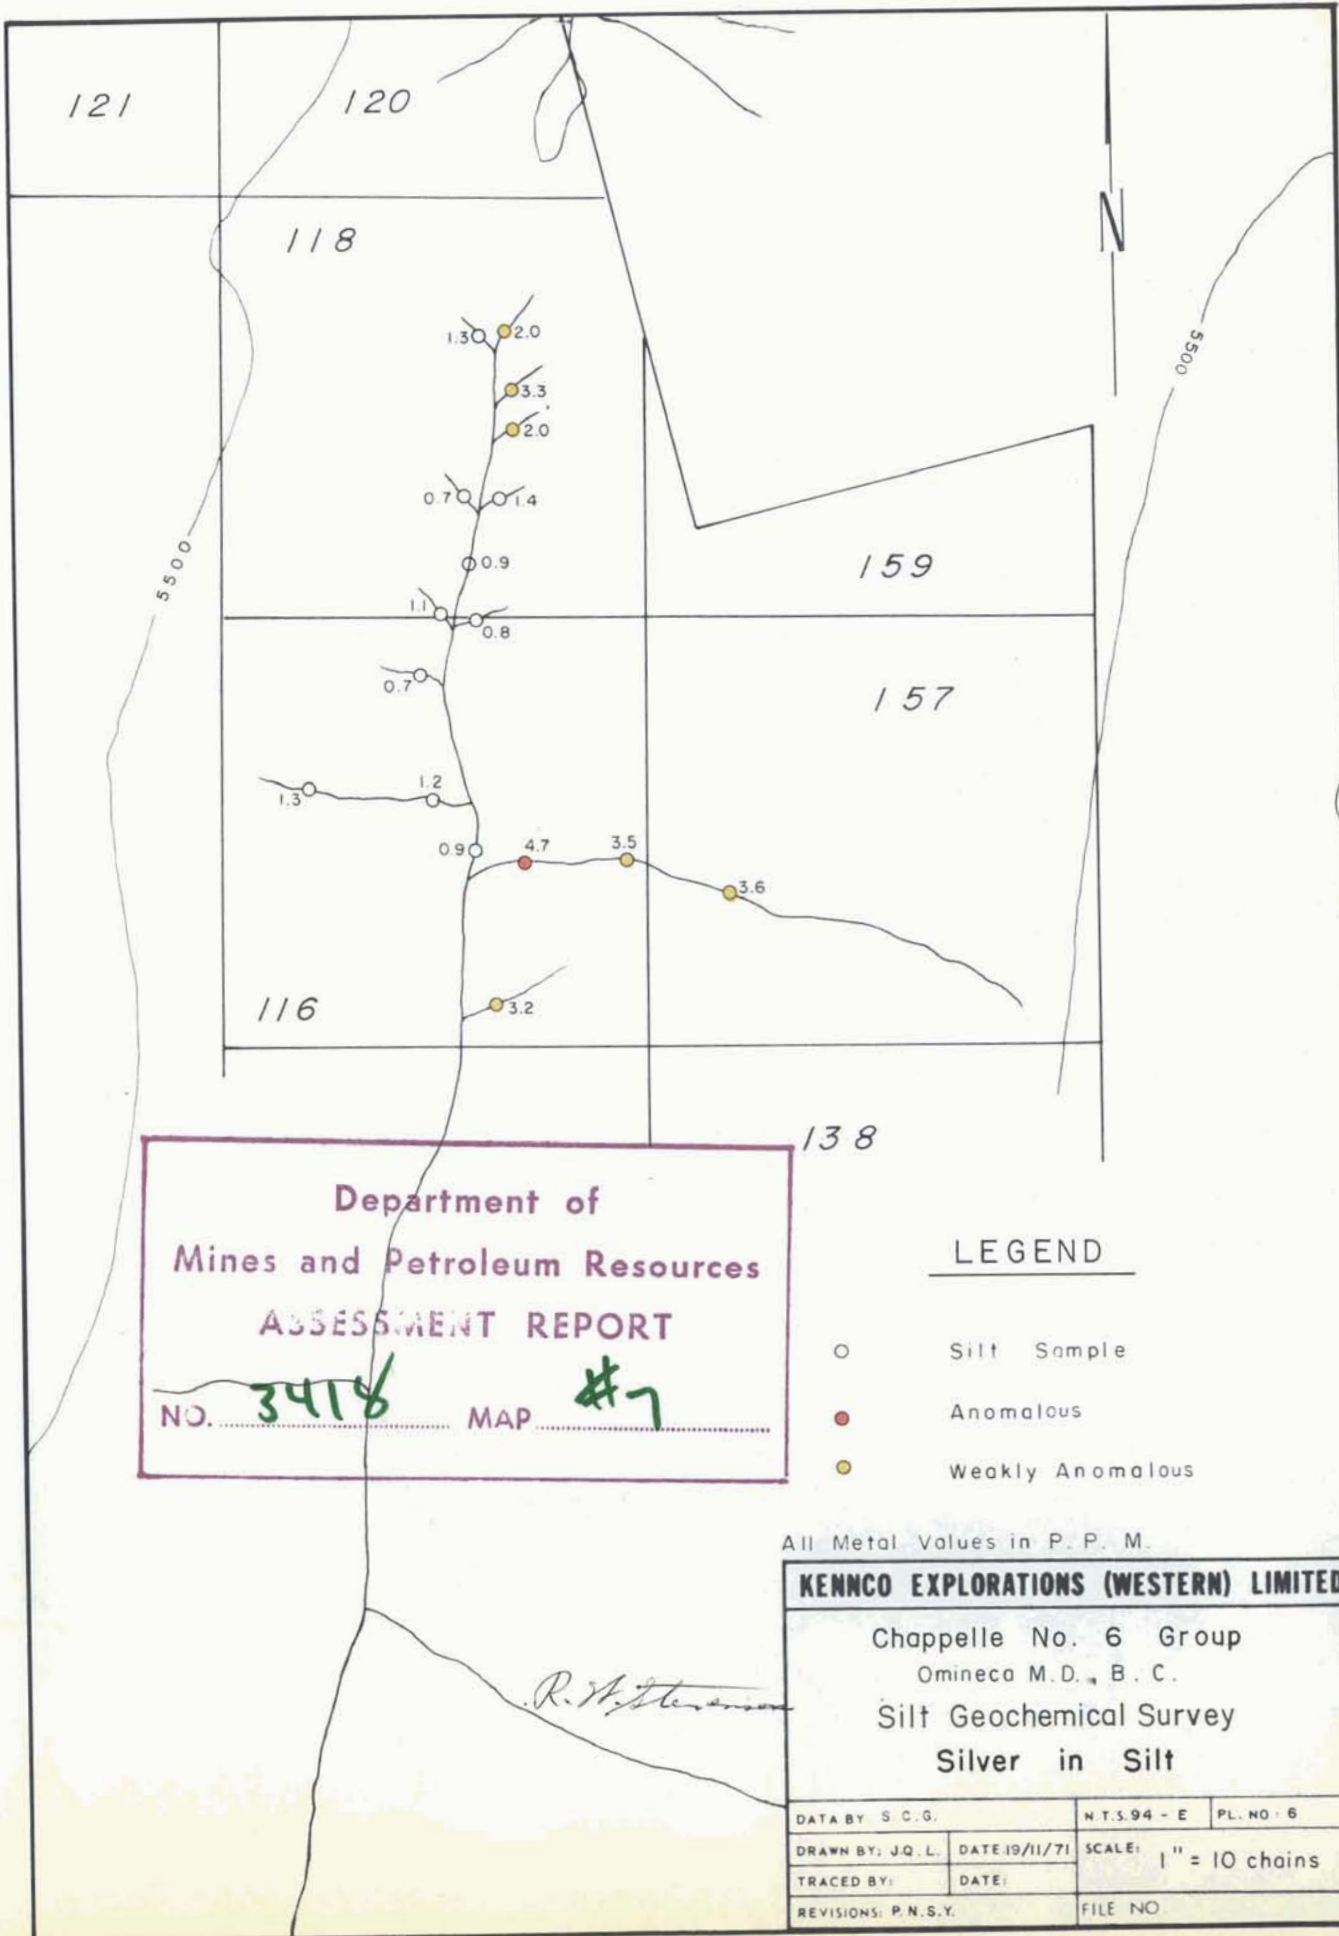 121
120
118
N
1.3
2.0
3.3
2.0
5500
0.7
1.4
5500
0.9
159
1.1
0.8
0.7
157
1.3
1.2
0.9
4.7
3.5
3.6
116
3.2
138
Department of
Mines and Petroleum Resources
ASSESSMENT REPORT
NO. 3418 MAP #7
LEGEND
Silt Sample
Anomalous
Weakly Anomalous
All Metal Values in P. P. M.
KENNCO EXPLORATIONS (WESTERN) LIMITED
Chappelle No. 6 Group
Omineca M.D., B. C.
Silt Geochemical Survey
Silver in Silt
R. W. Stevenson
DATA BY S.C.G. N.T.S. 94 - E PL. NO: 6
DRAWN BY: J.Q.L. DATE: 19/11/71 SCALE: 1" = 10 chains
TRACED BY: DATE:
REVISIONS: P.N.S.Y. FILE NO